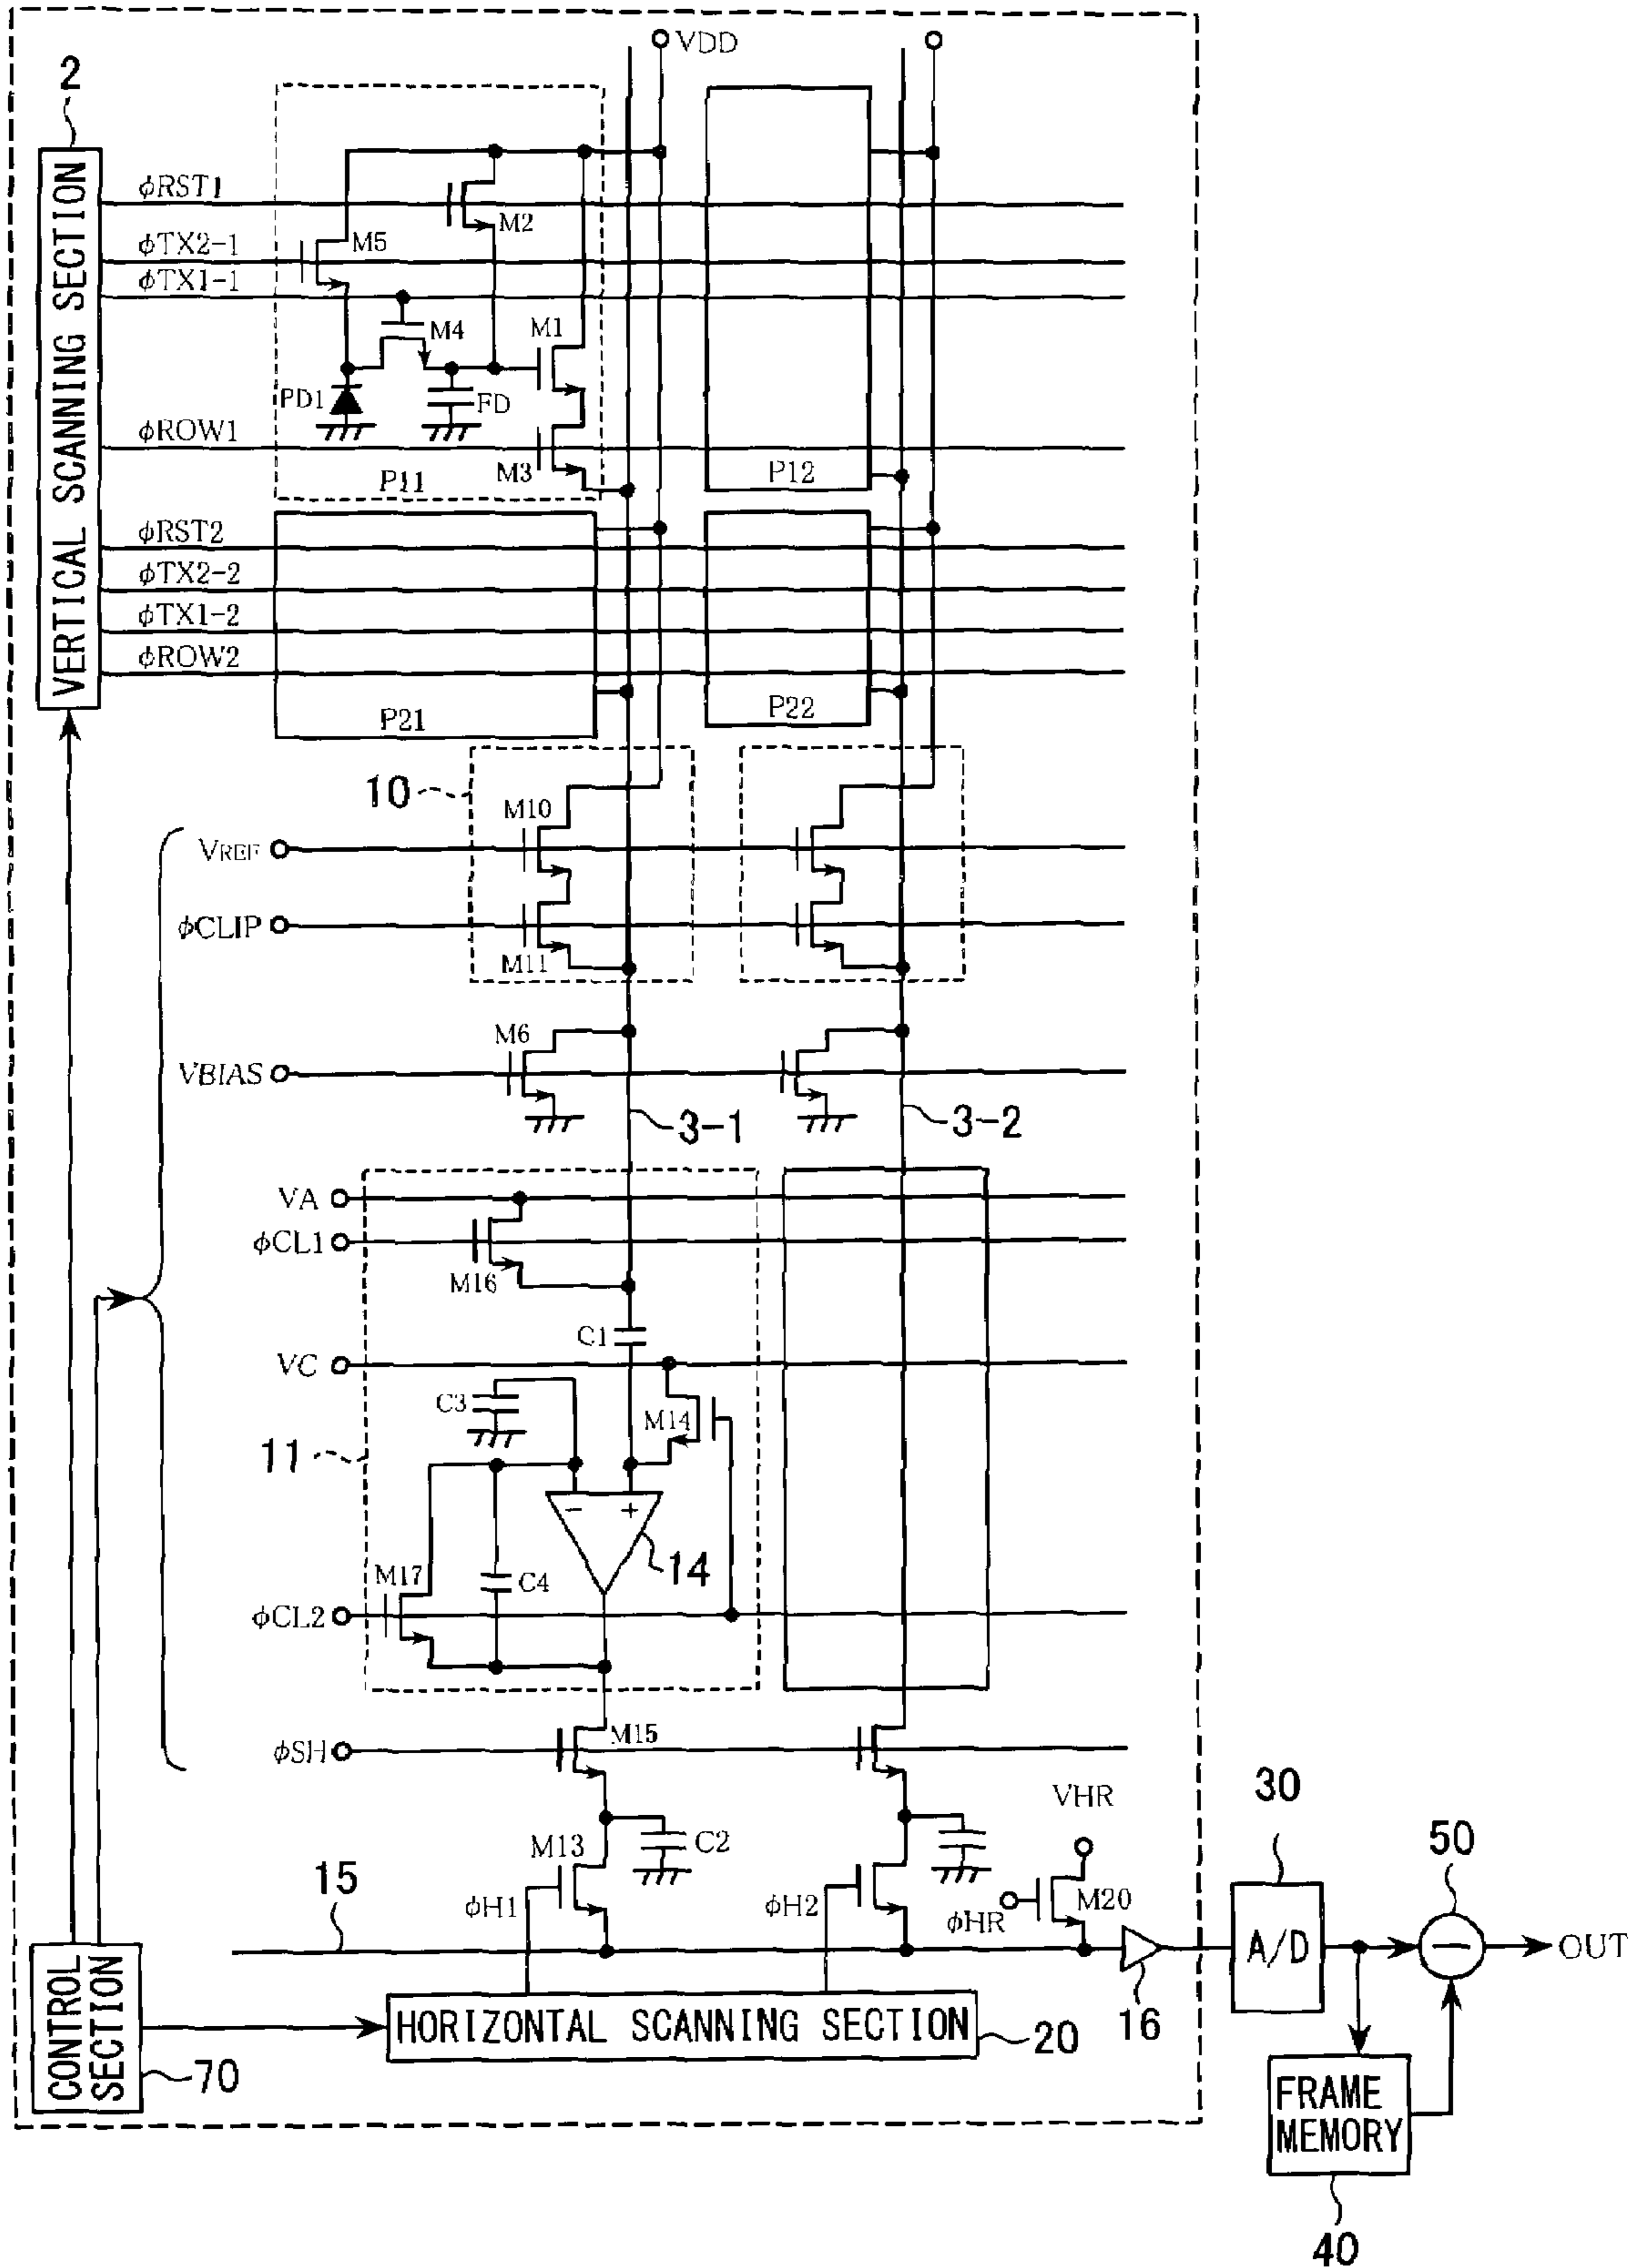 VDD
2
VERTICAL SCANNING SECTION
ϕRST1
M2
ϕTX2-1
M5
ϕTX1-1
M4
M1
PD1
FD
ϕROW1
M3
P11
P12
ϕRST2
ϕTX2-2
ϕTX1-2
ϕROW2
P21
P22
10
M10
VREF
ϕCLIP
M11
M6
VBIAS
3-1
3-2
VA
ϕCL1
M16
C1
VC
C3
M14
11
−
+
14
M17
C4
ϕCL2
M15
ϕSH
VHR
30
M13
C2
50
15
ϕH1
ϕH2
ϕHR
M20
A/D
−
OUT
CONTROL SECTION
HORIZONTAL SCANNING SECTION
20
16
70
FRAME
MEMORY
40